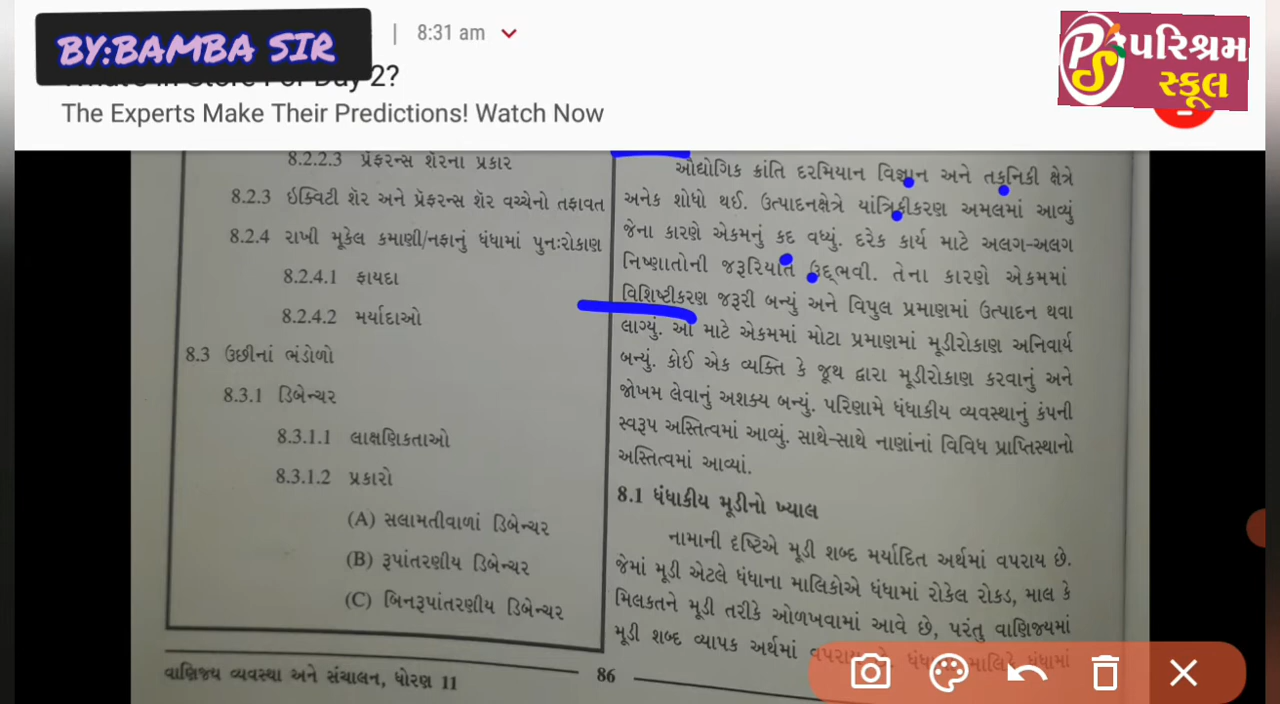 BY:BAMBA SIR
| 8:31 am
Day 2?
The Experts Make Their Predictions! Watch Now
PS પરિશ્રમ
સ્કૂલ
8.2.2.3 પ્રૅફરન્સ શૅરના પ્રકાર
8.2.3 ઇક્વિટી શૅર અને પ્રૅફરન્સ શૅર વચ્ચેનો તફાવત
8.2.4 રાખી મૂકેલ કમાણી/નફાનું ધંધામાં પુનઃરોકાણ
8.2.4.1 ફાયદા
8.2.4.2 મર્યાદાઓ
8.3 ઉછીનાં ભંડોળો
8.3.1 ડિબેન્ચર
8.3.1.1 લાક્ષણિકતાઓ
8.3.1.2 પ્રકારો
(A) સલામતીવાળાં ડિબેન્ચર
(B) રૂપાંતરણીય ડિબેન્ચર
(C) બિનરૂપાંતરણીય ડિબેન્ચર
ઔદ્યોગિક ક્રાંતિ દરમિયાન વિજ્ઞાન અને તકનિકી ક્ષેત્રે
અનેક શોધો થઈ. ઉત્પાદનક્ષેત્રે યાંત્રિકીકરણ અમલમાં આવ્યું
જેના કારણે એકમનું કદ વધ્યું. દરેક કાર્ય માટે અલગ-અલગ
નિષ્ણાતોની જરૂરિયાત ઉદ્ભવી. તેના કારણે એકમમાં
વિશિષ્ટીકરણ જરૂરી બન્યું અને વિપુલ પ્રમાણમાં ઉત્પાદન થવા
લાગ્યું. આ માટે એકમમાં મોટા પ્રમાણમાં મૂડીરોકાણ અનિવાર્ય
બન્યું. કોઈ એક વ્યક્તિ કે જૂથ દ્વારા મૂડીરોકાણ કરવાનું અને
જોખમ લેવાનું અશક્ય બન્યું. પરિણામે ધંધાકીય વ્યવસ્થાનું કંપની
સ્વરૂપ અસ્તિત્વમાં આવ્યું. સાથે-સાથે નાણાંનાં વિવિધ પ્રાપ્તિસ્થાનો
અસ્તિત્વમાં આવ્યાં.
8.1 ધંધાકીય મૂડીનો ખ્યાલ
નામાની દૃષ્ટિએ મૂડી શબ્દ મર્યાદિત અર્થમાં વપરાય છે.
જેમાં મૂડી એટલે ધંધાના માલિકોએ ધંધામાં રોકેલ રોકડ, માલ કે
મિલકતને મૂડી તરીકે ઓળખવામાં આવે છે, પરંતુ વાણિજ્યમાં
મૂડી શબ્દ વ્યાપક અર્થમાં
વાણિજ્ય વ્યવસ્થા અને સંચાલન, ધોરણ 11
86